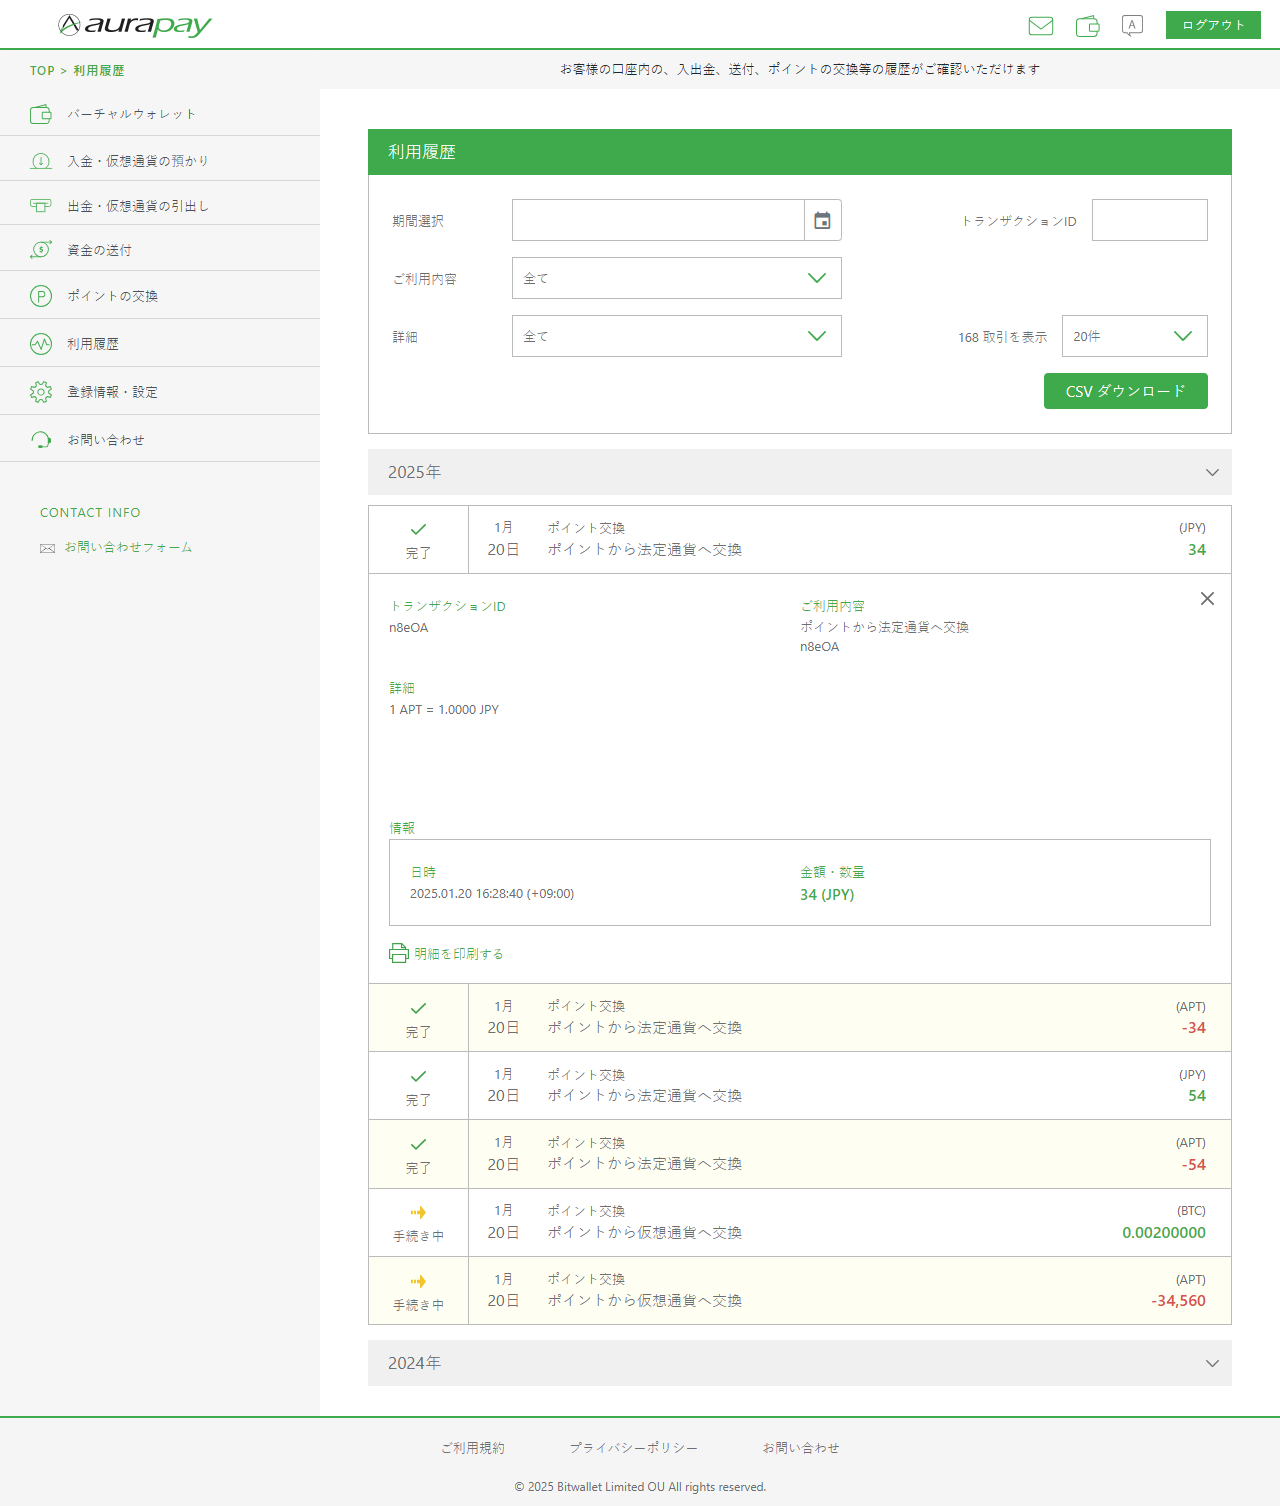 aurapay
A
ログアウト
TOP > 利用履歴
お客様の口座内の、入出金、送付、ポイントの交換等の履歴がご確認いただけます
バーチャルウォレット
入金・仮想通貨の預かり
出金・仮想通貨の引出し
資金の送付
ポイントの交換
利用履歴
登録情報・設定
お問い合わせ
CONTACT INFO
お問い合わせフォーム
利用履歴
期間選択
トランザクションID
ご利用内容
全て
詳細
全て
168 取引を表示
20件
CSV ダウンロード
2025年
完了
1月
20日
ポイント交換
ポイントから法定通貨へ交換
(JPY)
34
トランザクションID
n8eOA
ご利用内容
ポイントから法定通貨へ交換
n8eOA
詳細
1 APT = 1.0000 JPY
情報
日時
2025.01.20 16:28:40 (+09:00)
金額・数量
34 (JPY)
明細を印刷する
完了
1月
20日
ポイント交換
ポイントから法定通貨へ交換
(APT)
-34
完了
1月
20日
ポイント交換
ポイントから法定通貨へ交換
(JPY)
54
完了
1月
20日
ポイント交換
ポイントから法定通貨へ交換
(APT)
-54
手続き中
1月
20日
ポイント交換
ポイントから仮想通貨へ交換
(BTC)
0.00200000
手続き中
1月
20日
ポイント交換
ポイントから仮想通貨へ交換
(APT)
-34,560
2024年
ご利用規約
プライバシーポリシー
お問い合わせ
© 2025 Bitwallet Limited OU All rights reserved.